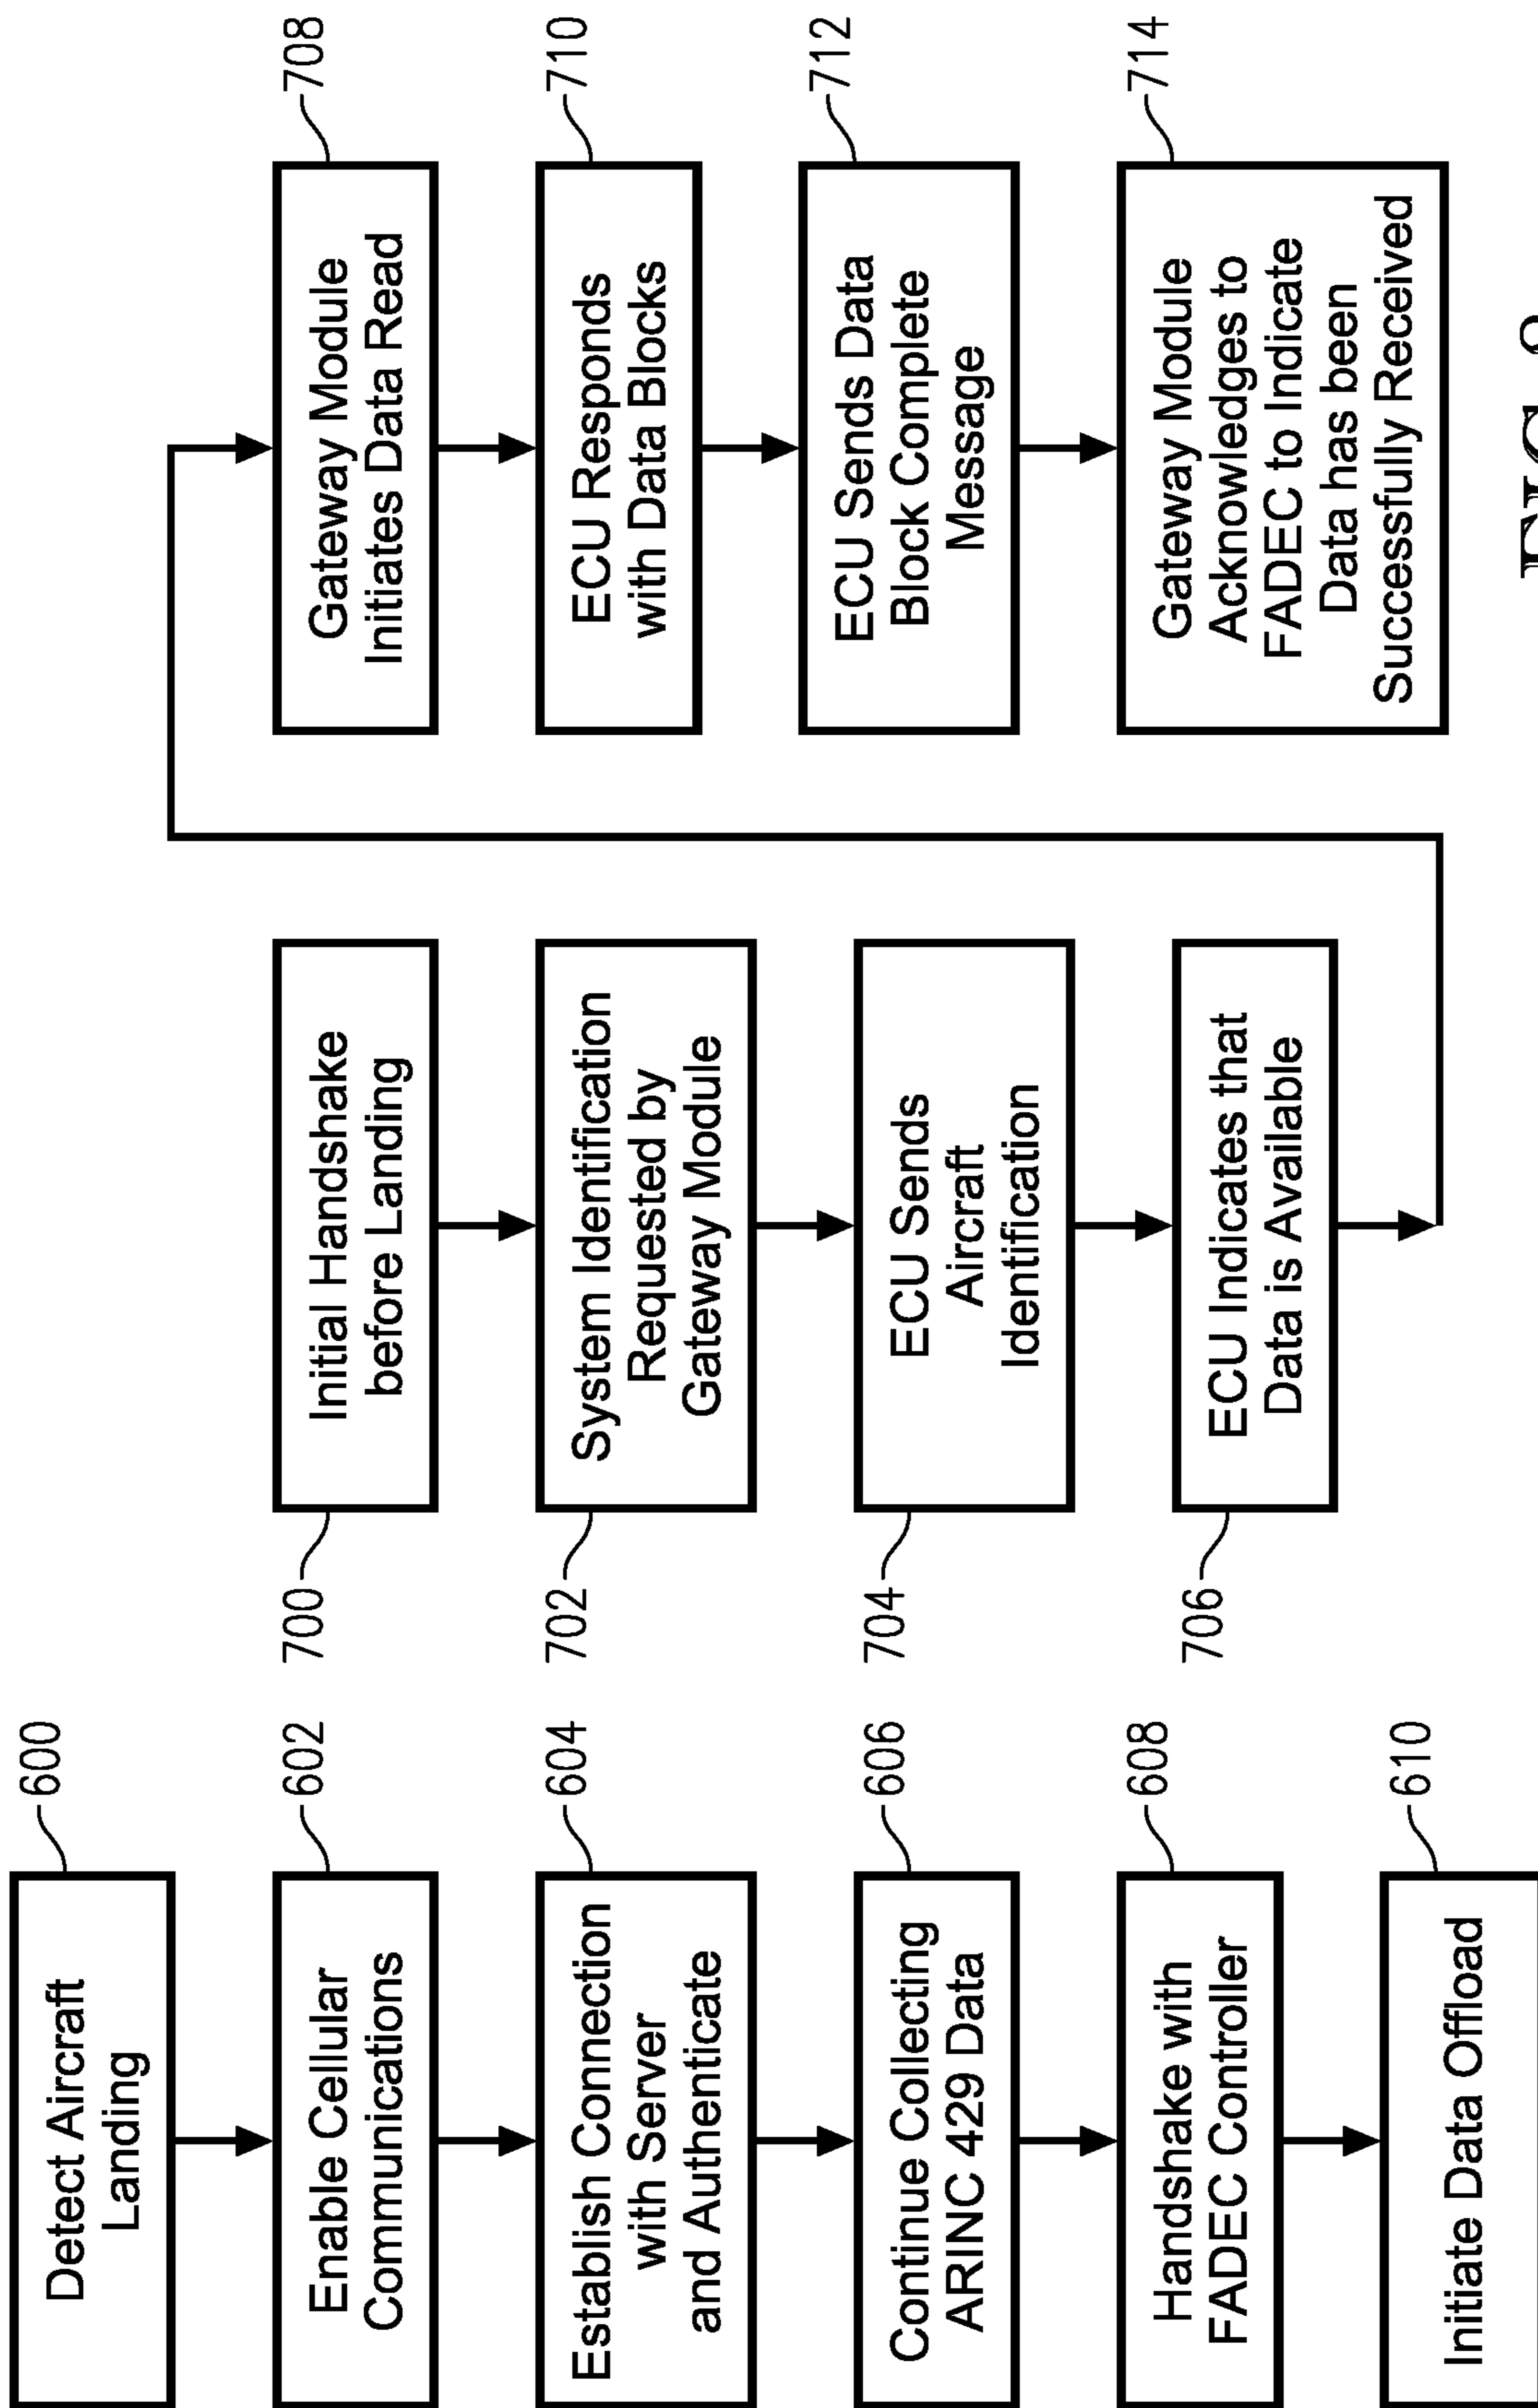 600
Detect Aircraft
Landing
602
Enable Cellular
Communications
604
Establish Connection
with Server
and Authenticate
606
Continue Collecting
ARINC 429 Data
608
Handshake with
FADEC Controller
610
Initiate Data Offload
700
Initial Handshake
before Landing
702
System Identification
Requested by
Gateway Module
704
ECU Sends
Aircraft
Identification
706
ECU Indicates that
Data is Available
708
Gateway Module
Initiates Data Read
710
ECU Responds
with Data Blocks
712
ECU Sends Data
Block Complete
Message
714
Gateway Module
Acknowledges to
FADEC to Indicate
Data has been
Successfully Received